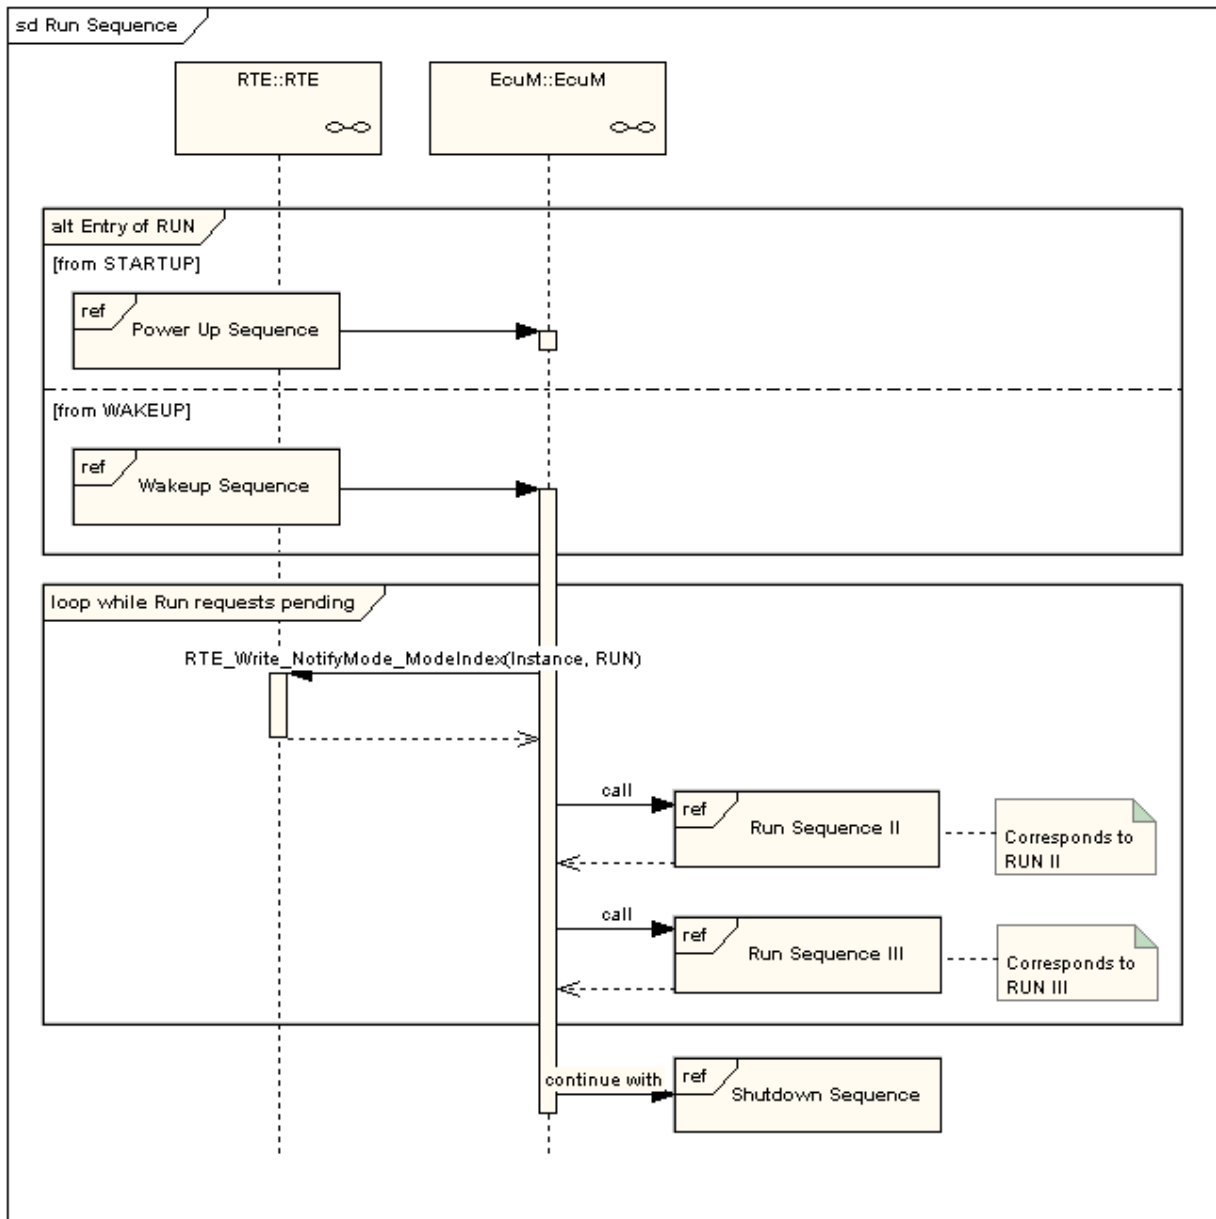 sd Run Sequence
RTE::RTE
EcuM::EcuM
alt Entry of RUN
[from STARTUP]
ref
Power Up Sequence
[from WAKEUP]
ref
Wakeup Sequence
loop while Run requests pending
RTE_Write_NotifyMode_ModeIndex(Instance, RUN)
call
ref
Run Sequence II
Corresponds to
RUN II
call
ref
Run Sequence III
Corresponds to
RUN III
continue with
ref
Shutdown Sequence